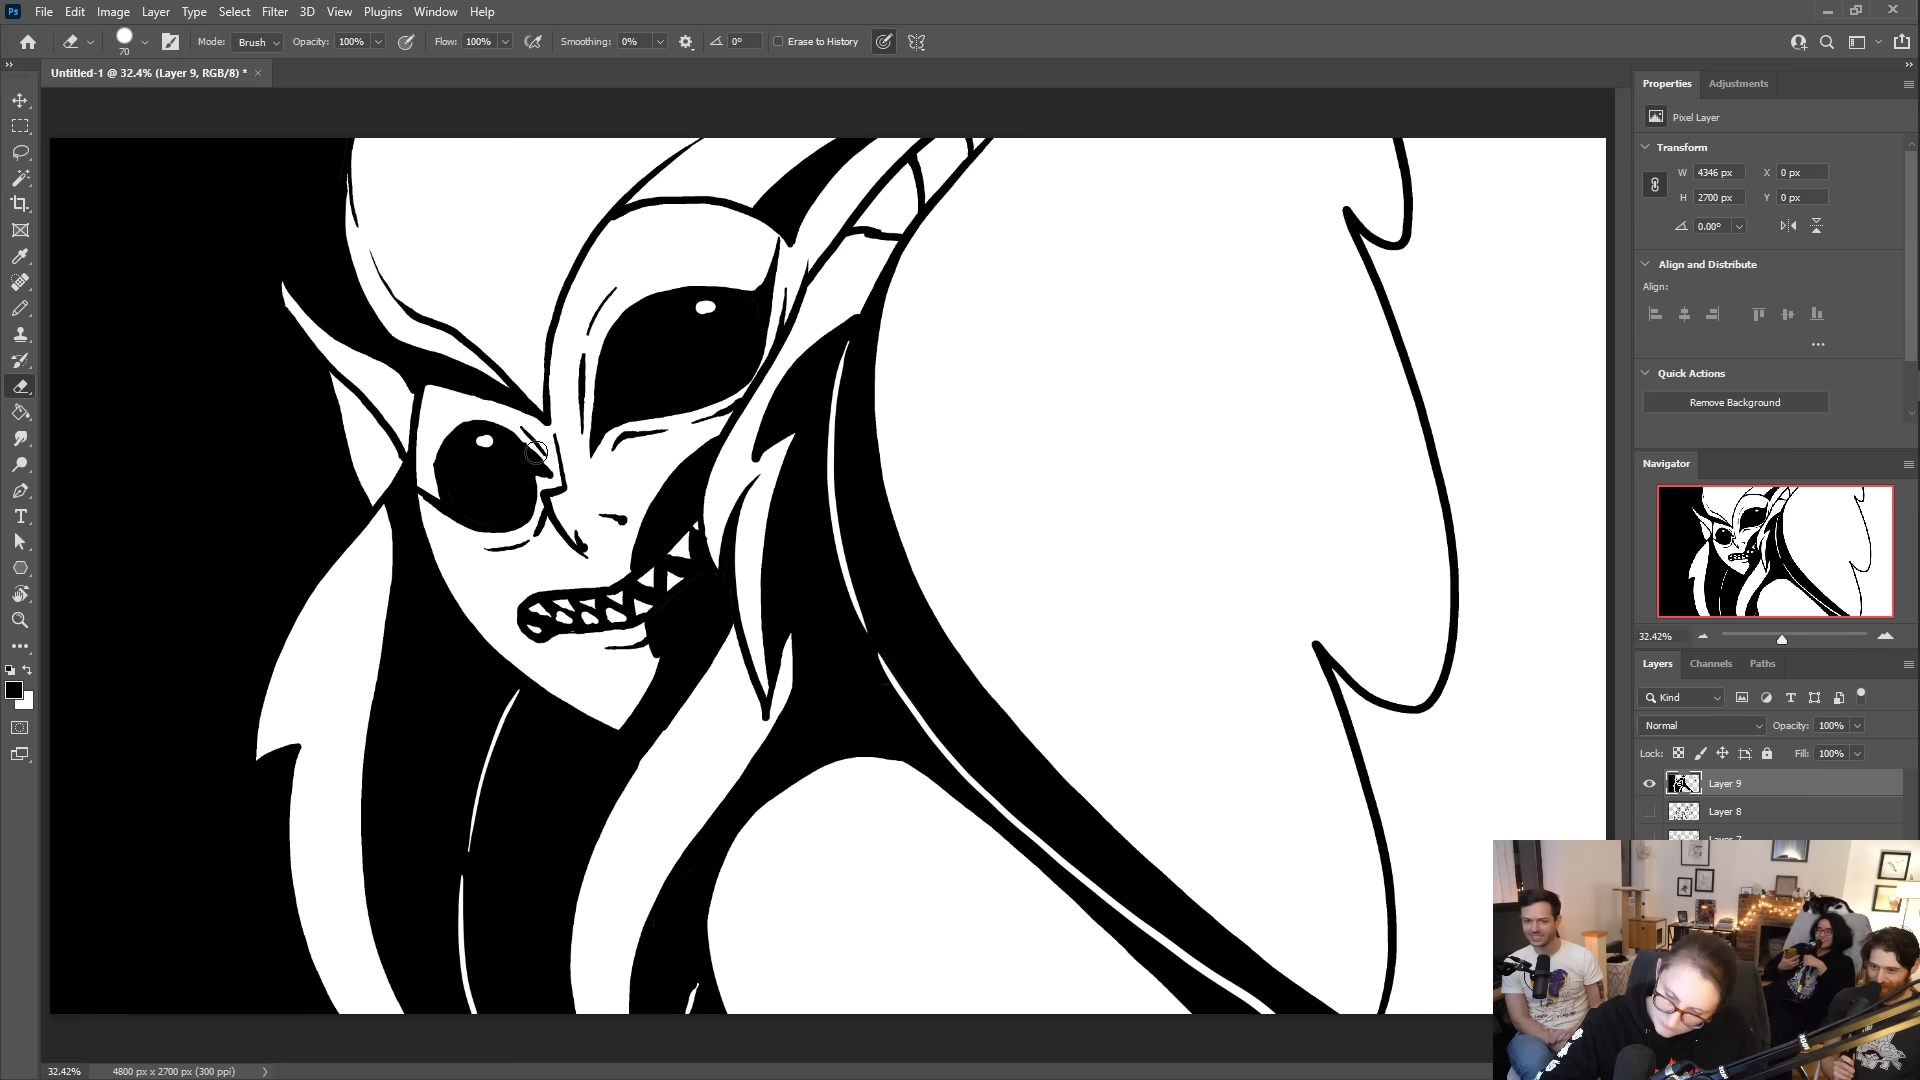 Ps File Edit Image Layer Type Select Filter 3D View Plugins Window Help
70 Mode: Brush Opacity: 100% Flow: 100% Smoothing: 0% 0° Erase to History
Untitled-1 @ 32.4% (Layer 9, RGB/8) * ×
Properties Adjustments
Pixel Layer
Transform
W 4346 px X 0 px
H 2700 px Y 0 px
0.00°
Align and Distribute
Align:
Quick Actions
Remove Background
Navigator
32.42%
Layers Channels Paths
Kind
Normal Opacity: 100%
Lock: Fill: 100%
Layer 9
Layer 8
Layer 7
32.42% 4800 px x 2700 px (300 ppi)